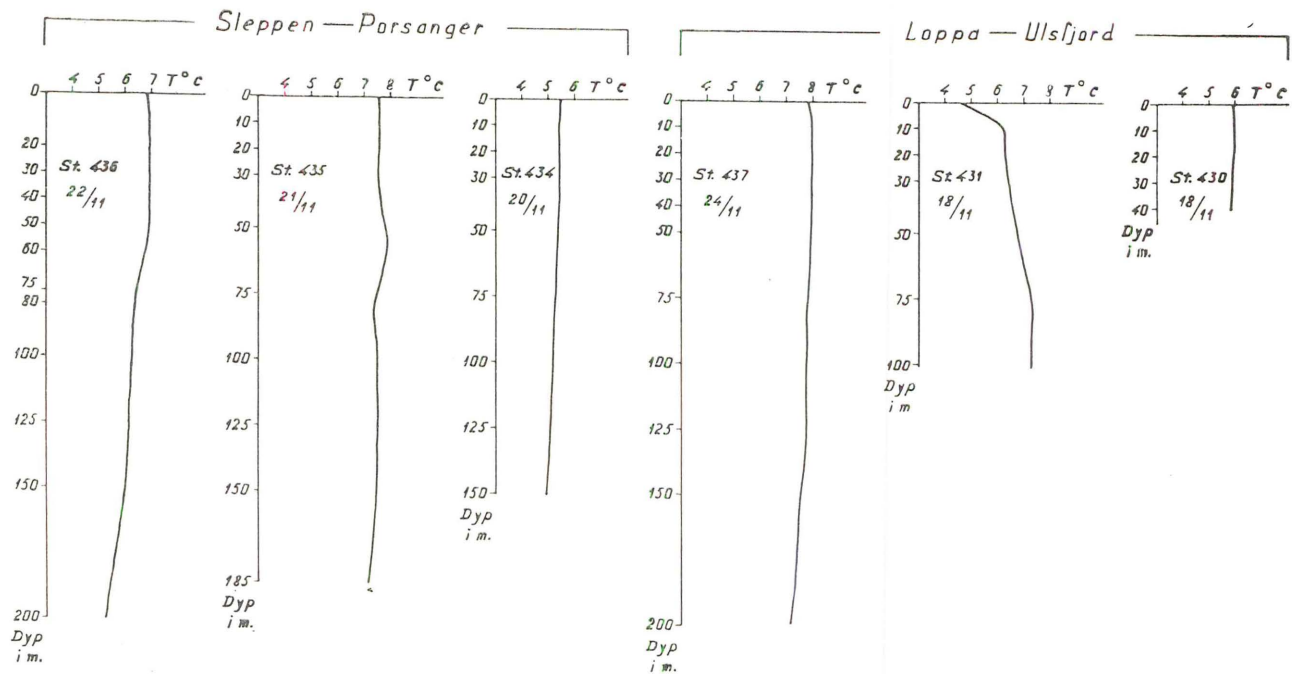 Sleppen — Porsanger
4 5 6 7 T°c
0
20
30
40
50
60
75
80
100
125
150
200
Dyp
i m.
St. 436
22/11
4 5 6 7 8 T°c
0
10
20
30
50
75
100
125
150
185
Dyp
i m.
St. 435
21/11
4 5 6 T°c
0
10
20
30
50
75
100
125
150
Dyp
i m.
St. 434
20/11
Loppa — Ulsfjord
4 5 6 7 8 T°c
0
10
20
30
40
50
75
100
125
150
200
Dyp
i m.
St. 437
24/11
4 5 6 7 8 T°c
0
10
20
30
50
75
100
Dyp
i m
St. 431
18/11
4 5 6 T°c
0
10
20
30
40
Dyp
i m.
St. 430
18/11